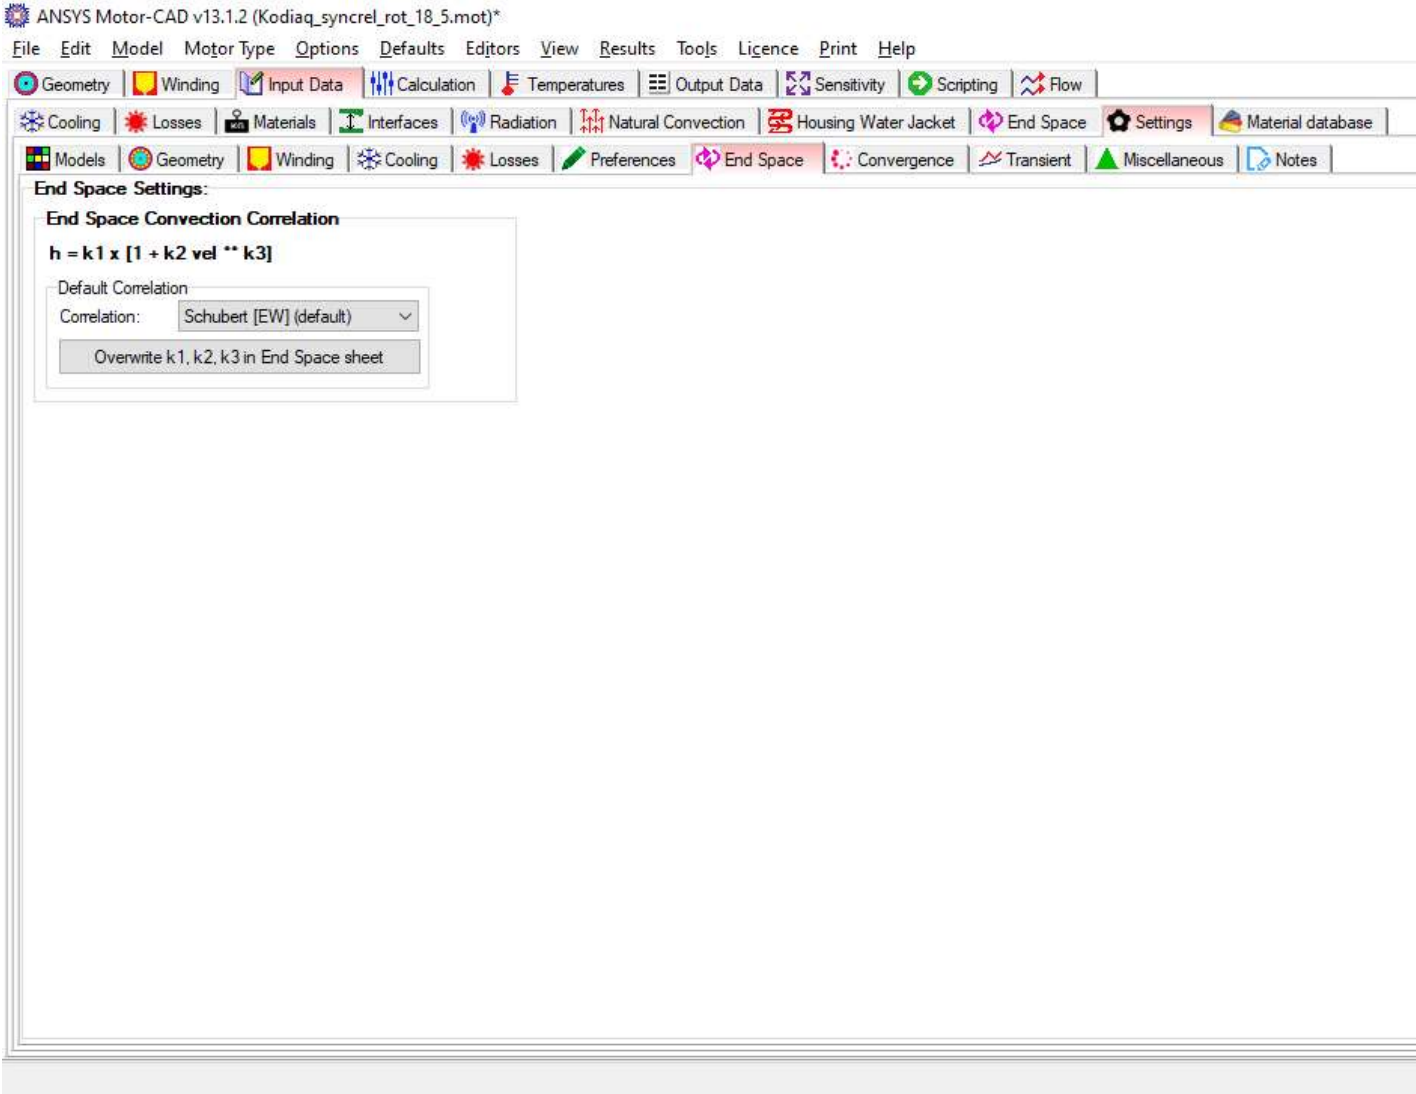 ANSYS Motor-CAD v13.1.2 (Kodiaq_syncrel_rot_18_5.mot)*
File Edit Model Motor Type Options Defaults Editors View Results Tools Licence Print Help
Geometry Winding Input Data Calculation Temperatures Output Data Sensitivity Scripting Flow
Cooling Losses Materials Interfaces Radiation Natural Convection Housing Water Jacket End Space Settings Material database
Models Geometry Winding Cooling Losses Preferences End Space Convergence Transient Miscellaneous Notes
End Space Settings:
End Space Convection Correlation
h = k1 x [1 + k2 vel ** k3]
Default Correlation
Correlation: Schubert [EW] (default)
Overwrite k1, k2, k3 in End Space sheet